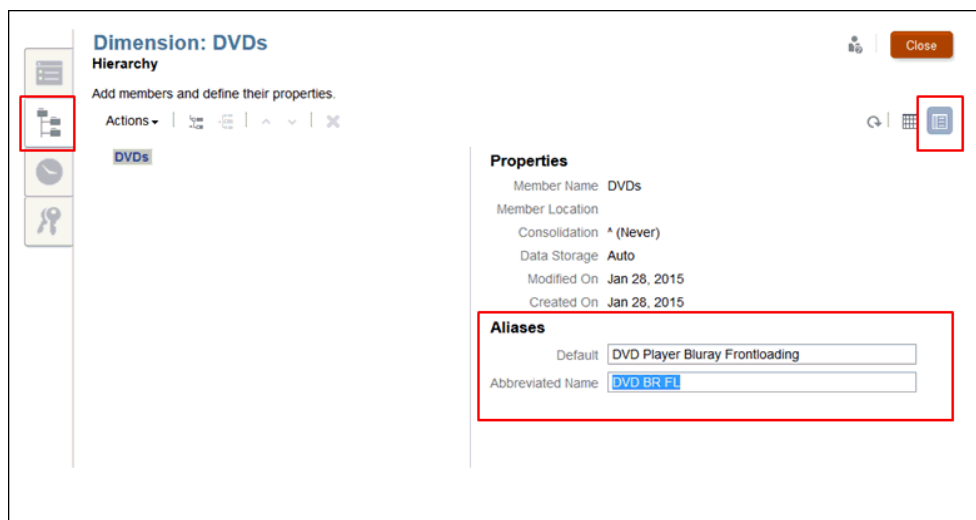 Dimension: DVDs
Hierarchy
Close
Add members and define their properties.
Actions
DVDs
Properties
Member Name DVDs
Member Location
Consolidation ^ (Never)
Data Storage Auto
Modified On Jan 28, 2015
Created On Jan 28, 2015
Aliases
Default DVD Player Bluray Frontloading
Abbreviated Name DVD BR FL